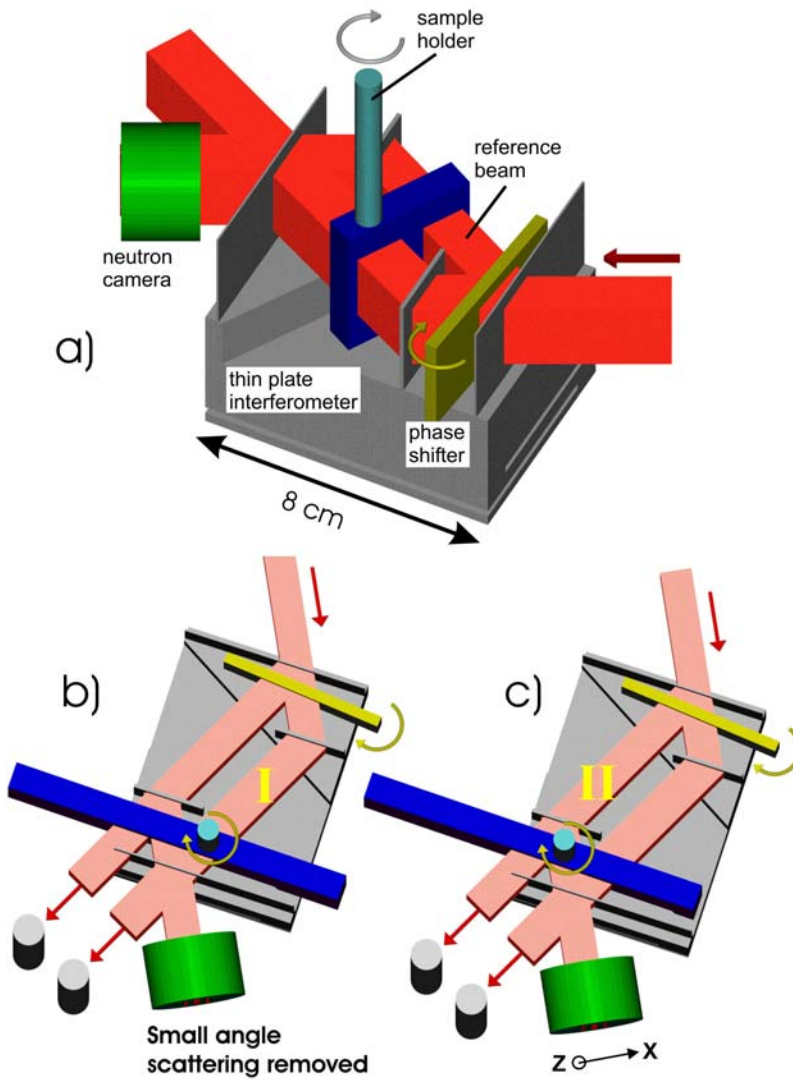 sample
holder
reference
beam
neutron
camera
a)
thin plate
interferometer
phase
shifter
8 cm
b)
I
c)
II
Small angle
scattering removed
Z
X